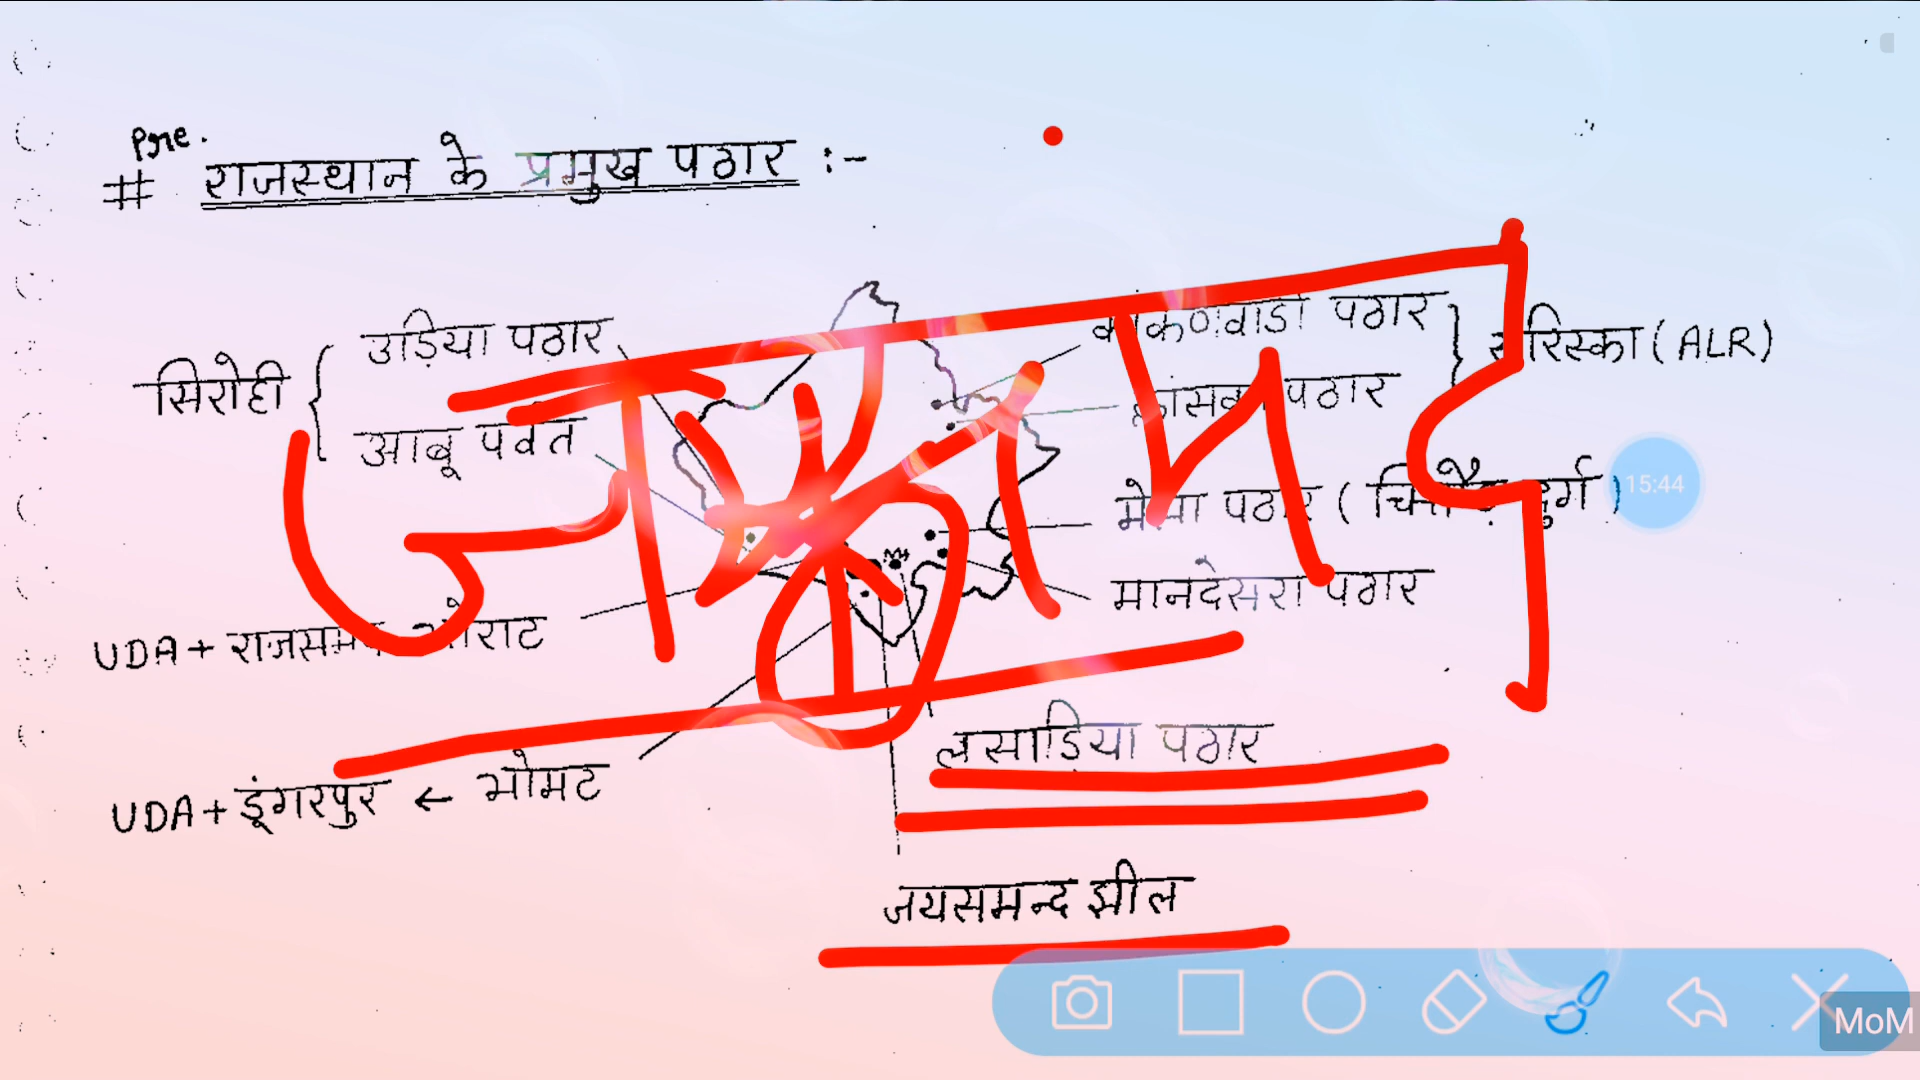 Pre.
# राजस्थान के प्रमुख पठार :-
उड़िया पठार
सिरोही
आबू पर्वत
पठार
सरिस्का (ALR)
पठार
15:44
मेसा पठार (चित्तौड़ दुर्ग)
मानदेसरा पठार
UDA + राजसमंद भोराट
लसाड़िया पठार
UDA + डूंगरपुर ← भोमट
जयसमन्द झील
MoM